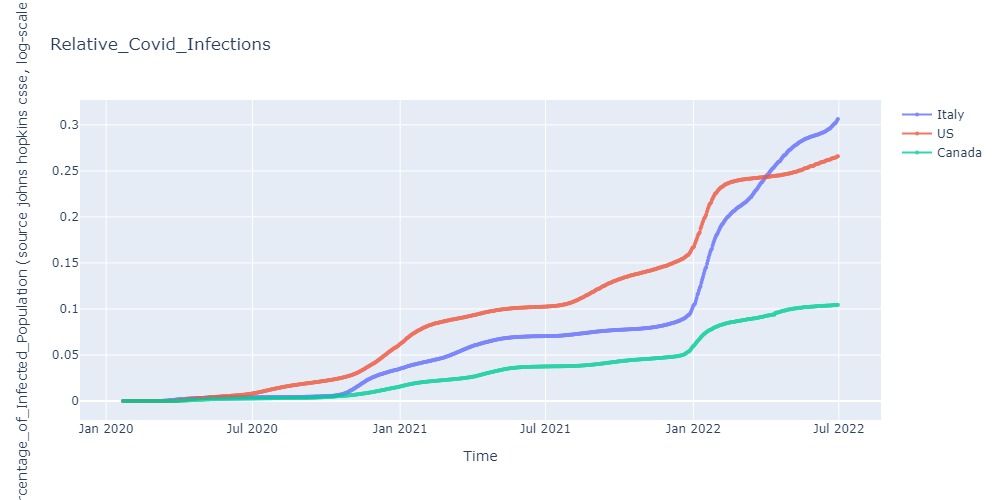 Relative_Covid_Infections
rcentage_of_Infected_Population (source johns hopkins csse, log-scale
0.3
0.25
0.2
0.15
0.1
0.05
0
Jan 2020
Jul 2020
Jan 2021
Jul 2021
Jan 2022
Jul 2022
Time
Italy
US
Canada